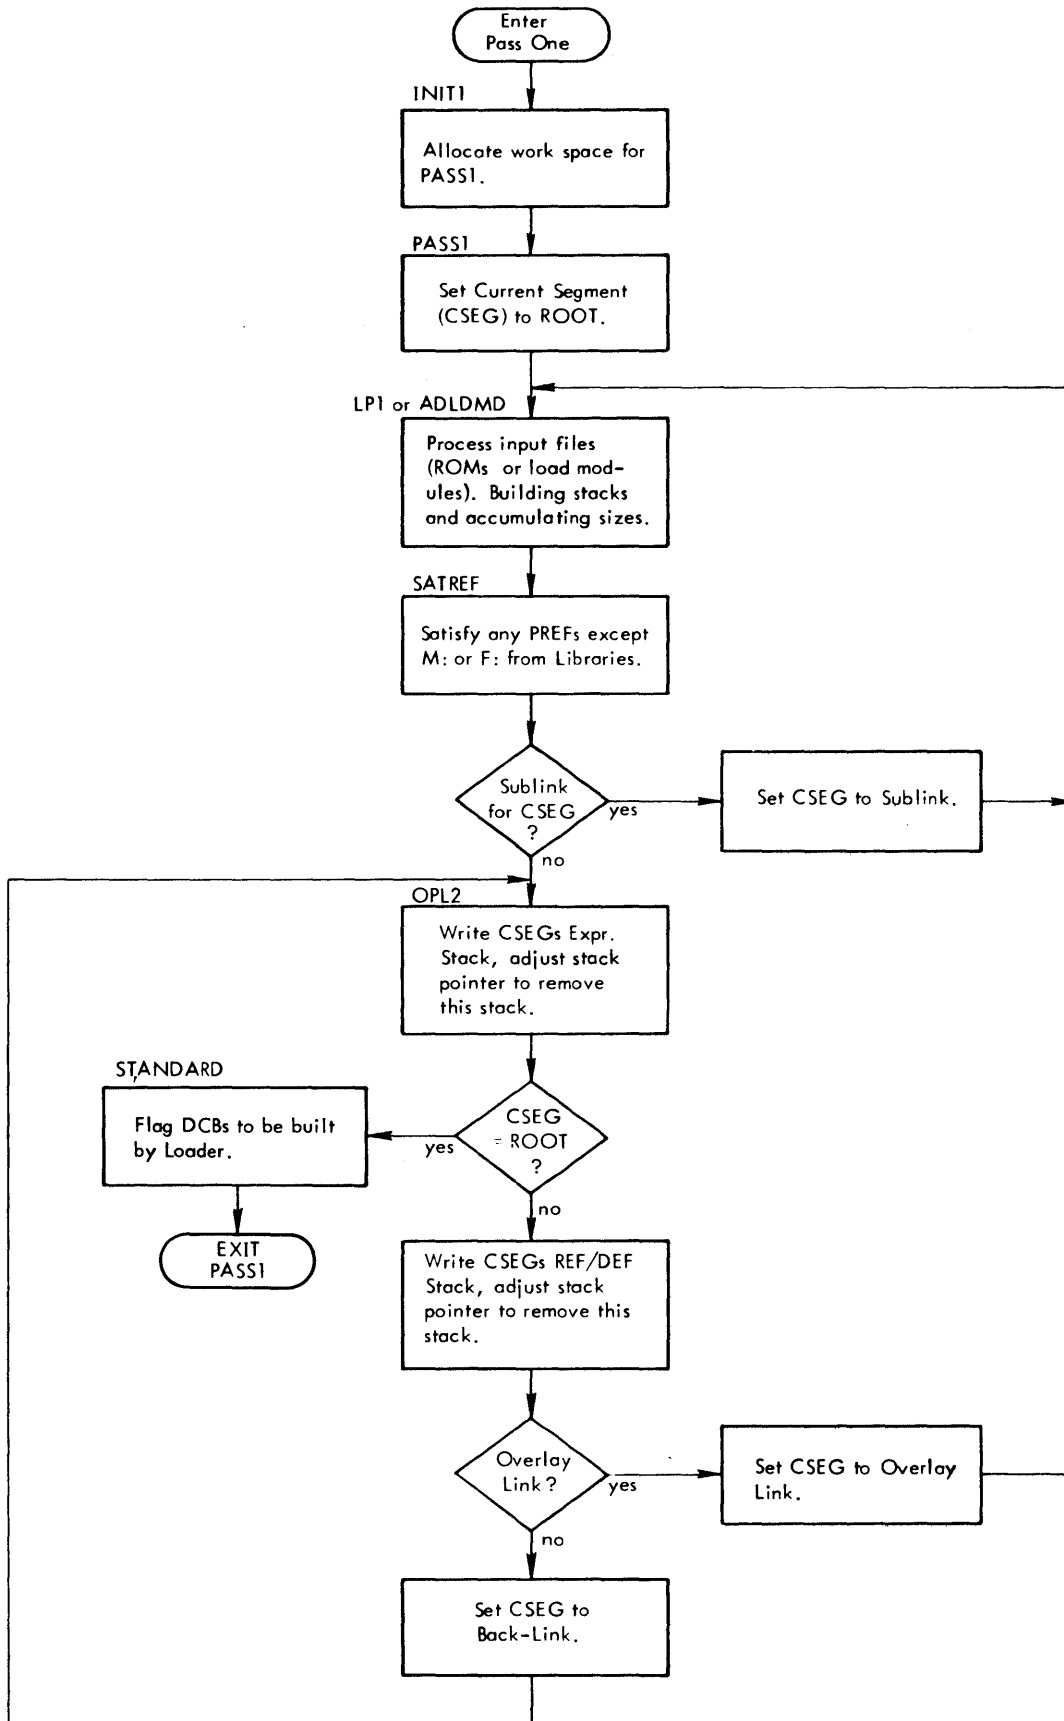 Enter
Pass One
INIT1
Allocate work space for
PASS1.
PASS1
Set Current Segment
(CSEG) to ROOT.
LP1 or ADLDMD
Process input files
(ROMs or load mod-
ules). Building stacks
and accumulating sizes.
SATREF
Satisfy any PREFs except
M: or F: from Libraries.
Sublink
for CSEG
?
yes
Set CSEG to Sublink.
no
OPL2
Write CSEGs Expr.
Stack, adjust stack
pointer to remove
this stack.
STANDARD
Flag DCBs to be built
by Loader.
CSEG
= ROOT
?
yes
no
EXIT
PASS1
Write CSEGs REF/DEF
Stack, adjust stack
pointer to remove this
stack.
Overlay
Link?
yes
Set CSEG to Overlay
Link.
no
Set CSEG to
Back-Link.